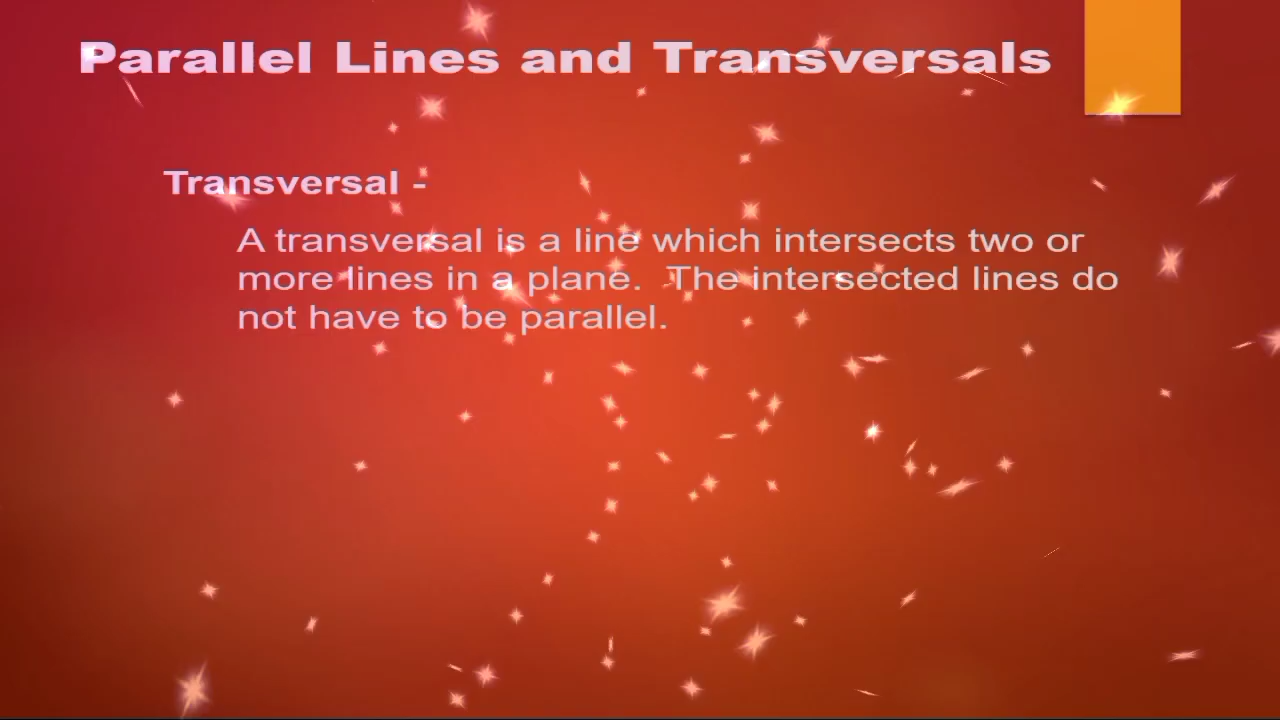 Parallel Lines and Transversals
Transversal -
A transversal is a line which intersects two or
more lines in a plane.  The intersected lines do
not have to be parallel.